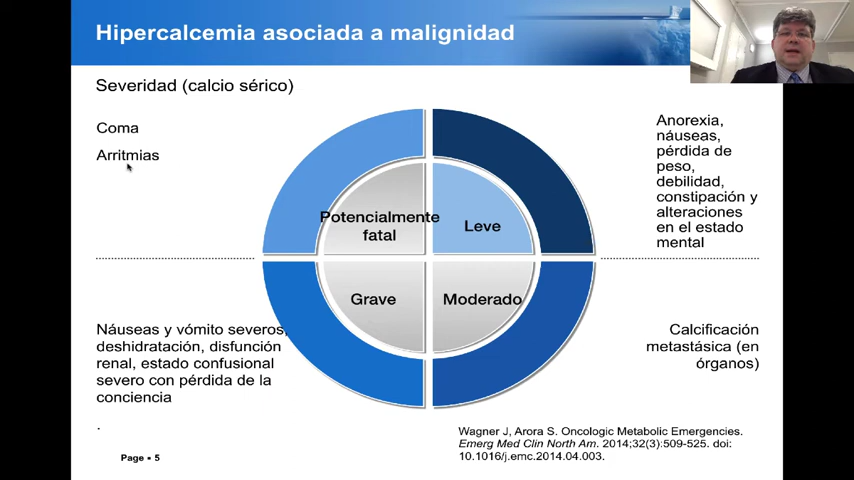 Hipercalcemia asociada a malignidad
Severidad (calcio sérico)
Coma
Arritmias
Anorexia,
náuseas,
pérdida de
peso,
debilidad,
constipación y
alteraciones
en el estado
mental
Potencialmente
fatal
Leve
Grave
Moderado
Náuseas y vómito severos,
deshidratación, disfunción
renal, estado confusional
severo con pérdida de la
conciencia
.
Calcificación
metastásica (en
órganos)
Wagner J, Arora S. Oncologic Metabolic Emergencies.
Emerg Med Clin North Am. 2014;32(3):509-525. doi:
10.1016/j.emc.2014.04.003.
Page ▪ 5